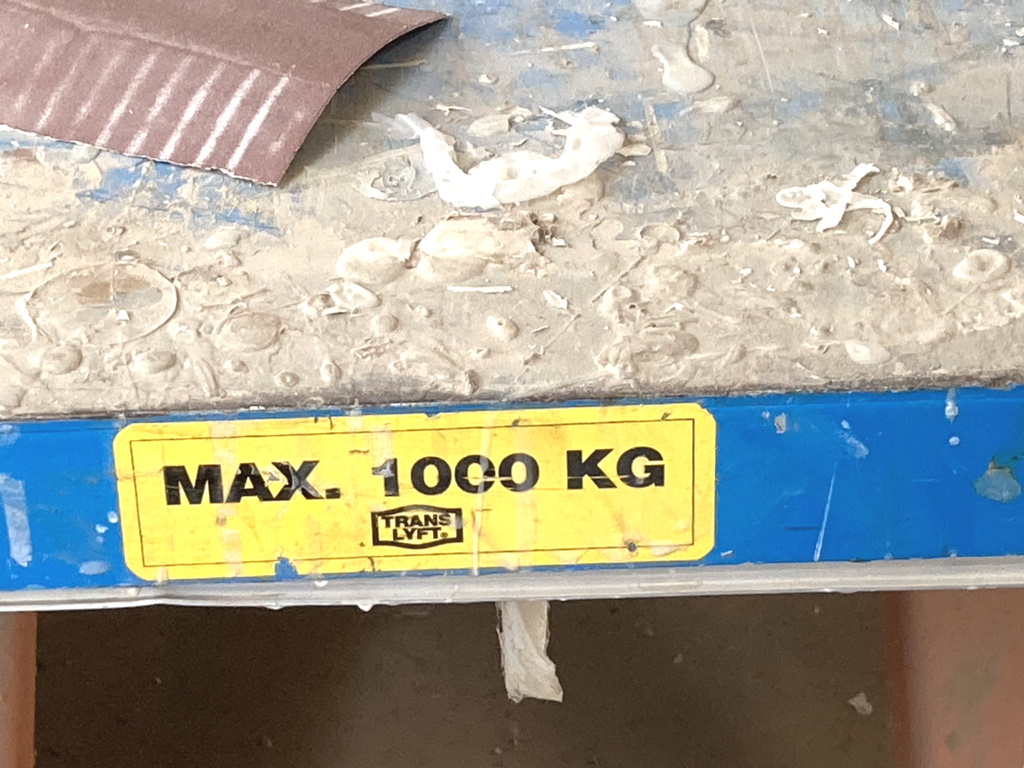 MAX. 1000 KG
TRANS
LYFT®